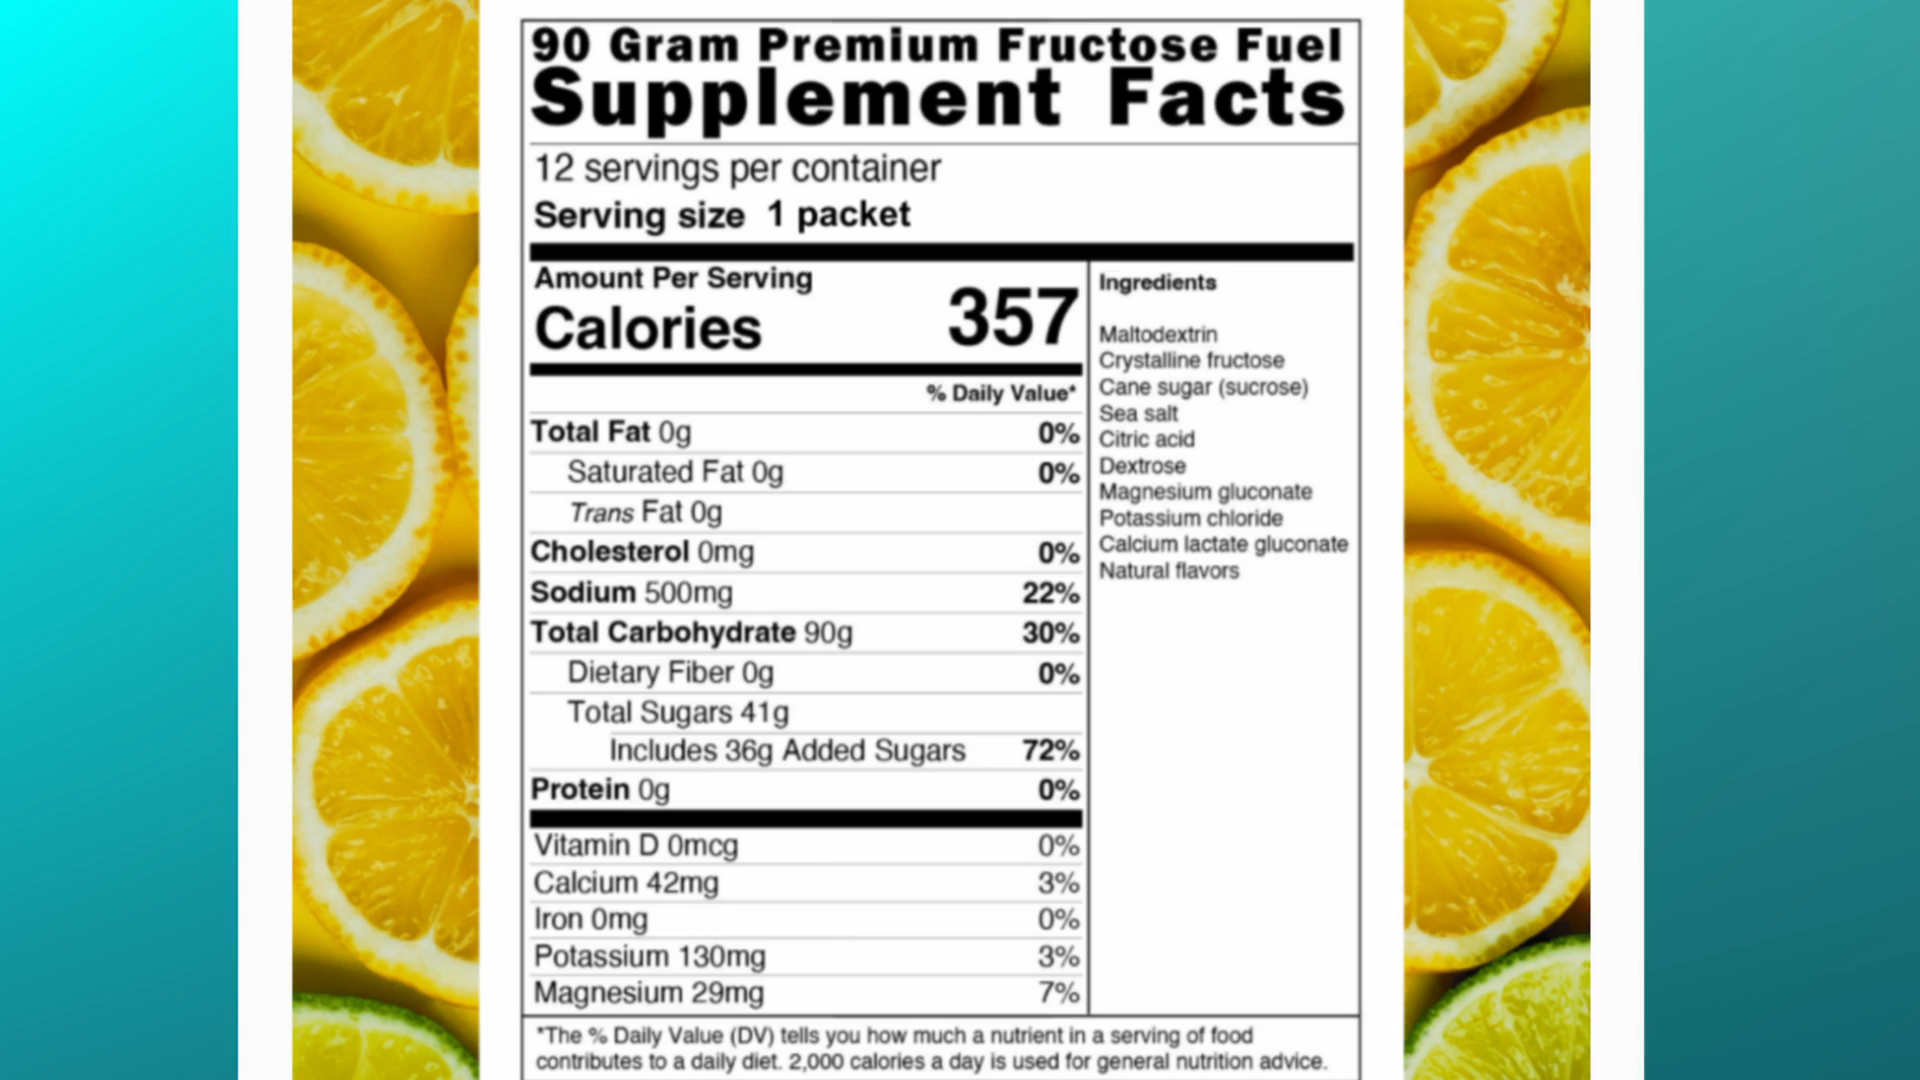 90 Gram Premium Fructose Fuel
Supplement Facts
12 servings per container
Serving size 1 packet
Amount Per Serving
Calories 357
% Daily Value*
Total Fat 0g 0%
Saturated Fat 0g 0%
Trans Fat 0g
Cholesterol 0mg 0%
Sodium 500mg 22%
Total Carbohydrate 90g 30%
Dietary Fiber 0g 0%
Total Sugars 41g
Includes 36g Added Sugars 72%
Protein 0g 0%
Vitamin D 0mcg 0%
Calcium 42mg 3%
Iron 0mg 0%
Potassium 130mg 3%
Magnesium 29mg 7%
Ingredients
Maltodextrin
Crystalline fructose
Cane sugar (sucrose)
Sea salt
Citric acid
Dextrose
Magnesium gluconate
Potassium chloride
Calcium lactate gluconate
Natural flavors
*The % Daily Value (DV) tells you how much a nutrient in a serving of food
contributes to a daily diet. 2,000 calories a day is used for general nutrition advice.